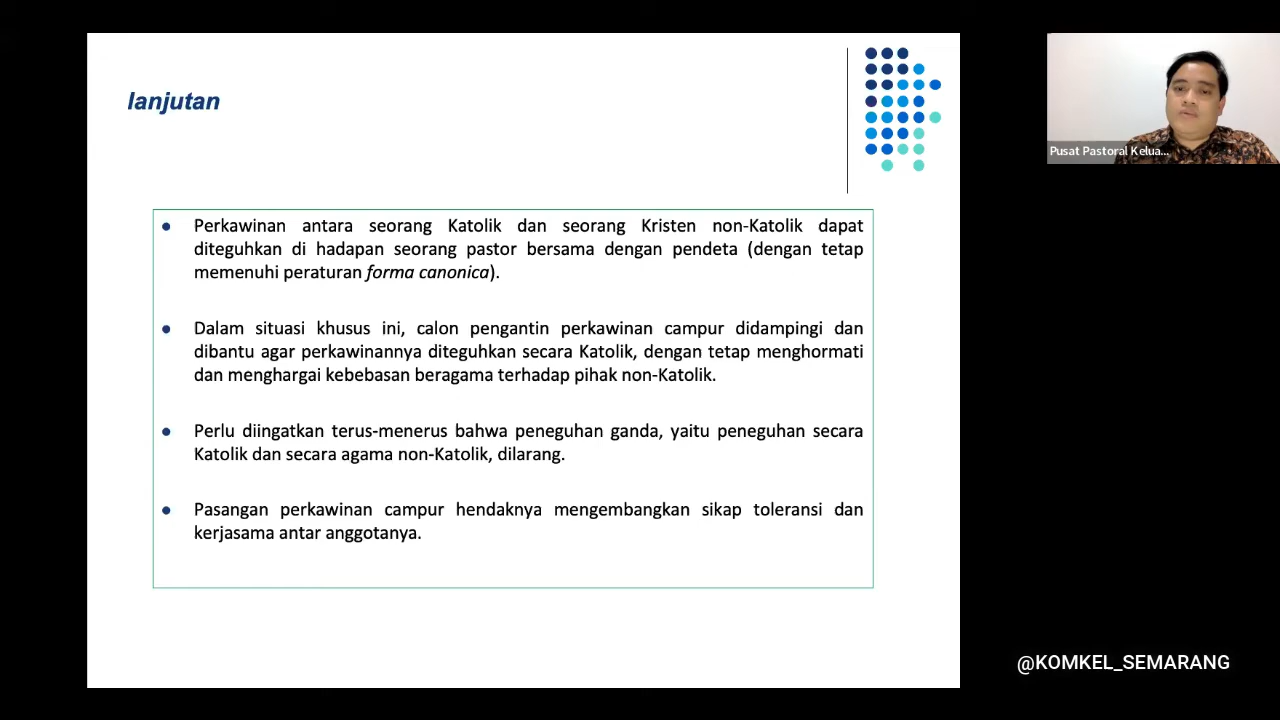 lanjutan
Pusat Pastoral Kelua...
• Perkawinan antara seorang Katolik dan seorang Kristen non-Katolik dapat
diteguhkan di hadapan seorang pastor bersama dengan pendeta (dengan tetap
memenuhi peraturan forma canonica).
• Dalam situasi khusus ini, calon pengantin perkawinan campur didampingi dan
dibantu agar perkawinannya diteguhkan secara Katolik, dengan tetap menghormati
dan menghargai kebebasan beragama terhadap pihak non-Katolik.
• Perlu diingatkan terus-menerus bahwa peneguhan ganda, yaitu peneguhan secara
Katolik dan secara agama non-Katolik, dilarang.
• Pasangan perkawinan campur hendaknya mengembangkan sikap toleransi dan
kerjasama antar anggotanya.
@KOMKEL_SEMARANG